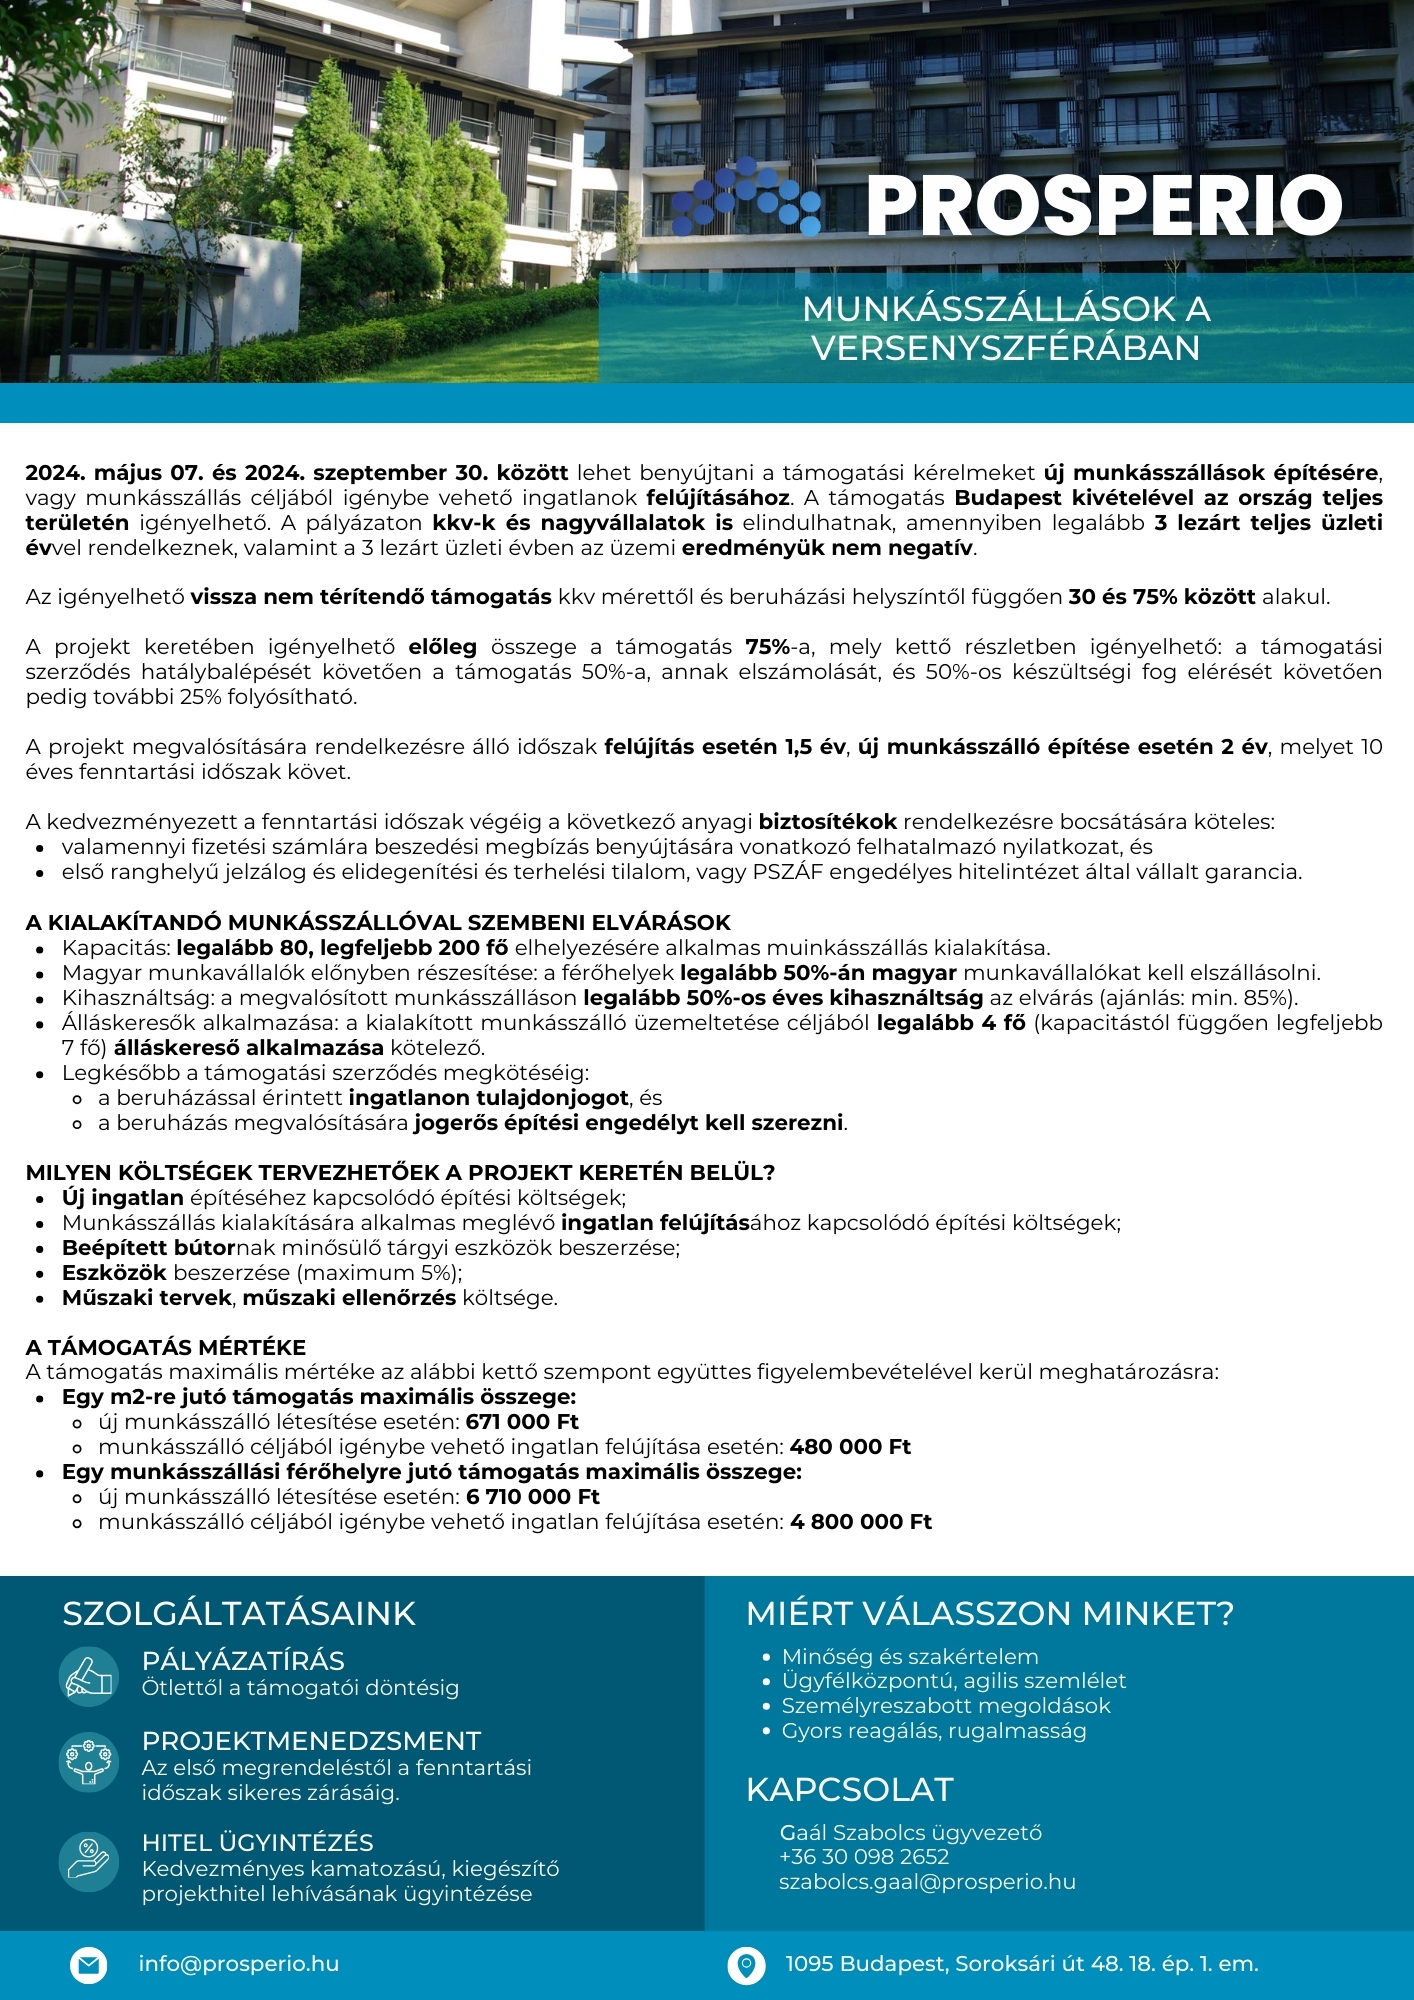 PROSPERIO
MUNKÁSSZÁLLÁSOK A
VERSENYSZFÉRÁBAN
2024. május 07. és 2024. szeptember 30. között lehet benyújtani a támogatási kérelmeket új munkásszállások építésére,
vagy munkásszállás céljából igénybe vehető ingatlanok felújításához. A támogatás Budapest kivételével az ország teljes
területén igényelhető. A pályázaton kkv-k és nagyvállalatok is elindulhatnak, amennyiben legalább 3 lezárt teljes üzleti
évvel rendelkeznek, valamint a 3 lezárt üzleti évben az üzemi eredményük nem negatív.
Az igényelhető vissza nem térítendő támogatás kkv mérettől és beruházási helyszíntől függően 30 és 75% között alakul.
A projekt keretében igényelhető előleg összege a támogatás 75%-a, mely kettő részletben igényelhető: a támogatási
szerződés hatálybalépését követően a támogatás 50%-a, annak elszámolását, és 50%-os készültségi fog elérését követően
pedig további 25% folyósítható.
A projekt megvalósítására rendelkezésre álló időszak felújítás esetén 1,5 év, új munkásszálló építése esetén 2 év, melyet 10
éves fenntartási időszak követ.
A kedvezményezett a fenntartási időszak végéig a következő anyagi biztosítékok rendelkezésre bocsátására köteles:
• valamennyi fizetési számlára beszedési megbízás benyújtására vonatkozó felhatalmazó nyilatkozat, és
• első ranghelyű jelzálog és elidegenítési és terhelési tilalom, vagy PSZÁF engedélyes hitelintézet által vállalt garancia.
A KIALAKÍTANDÓ MUNKÁSSZÁLLÓVAL SZEMBENI ELVÁRÁSOK
• Kapacitás: legalább 80, legfeljebb 200 fő elhelyezésére alkalmas muinkásszállás kialakítása.
• Magyar munkavállalók előnyben részesítése: a férőhelyek legalább 50%-án magyar munkavállalókat kell elszállásolni.
• Kihasználtság: a megvalósított munkásszálláson legalább 50%-os éves kihasználtság az elvárás (ajánlás: min. 85%).
• Álláskeresők alkalmazása: a kialakított munkásszálló üzemeltetése céljából legalább 4 fő (kapacitástól függően legfeljebb
7 fő) álláskereső alkalmazása kötelező.
• Legkésőbb a támogatási szerződés megkötéséig:
◦ a beruházással érintett ingatlanon tulajdonjogot, és
◦ a beruházás megvalósítására jogerős építési engedélyt kell szerezni.
MILYEN KÖLTSÉGEK TERVEZHETŐEK A PROJEKT KERETÉN BELÜL?
• Új ingatlan építéséhez kapcsolódó építési költségek;
• Munkásszállás kialakítására alkalmas meglévő ingatlan felújításához kapcsolódó építési költségek;
• Beépített bútornak minősülő tárgyi eszközök beszerzése;
• Eszközök beszerzése (maximum 5%);
• Műszaki tervek, műszaki ellenőrzés költsége.
A TÁMOGATÁS MÉRTÉKE
A támogatás maximális mértéke az alábbi kettő szempont együttes figyelembevételével kerül meghatározásra:
• Egy m2-re jutó támogatás maximális összege:
◦ új munkásszálló létesítése esetén: 671 000 Ft
◦ munkásszálló céljából igénybe vehető ingatlan felújítása esetén: 480 000 Ft
• Egy munkásszállási férőhelyre jutó támogatás maximális összege:
◦ új munkásszálló létesítése esetén: 6 710 000 Ft
◦ munkásszálló céljából igénybe vehető ingatlan felújítása esetén: 4 800 000 Ft
SZOLGÁLTATÁSAINK
PÁLYÁZATÍRÁS
Ötlettől a támogatói döntésig
PROJEKTMENEDZSMENT
Az első megrendeléstől a fenntartási
időszak sikeres zárásáig.
HITEL ÜGYINTÉZÉS
Kedvezményes kamatozású, kiegészítő
projekthitel lehívásának ügyintézése
MIÉRT VÁLASSZON MINKET?
• Minőség és szakértelem
• Ügyfélközpontú, agilis szemlélet
• Személyreszabott megoldások
• Gyors reagálás, rugalmasság
KAPCSOLAT
Gaál Szabolcs ügyvezető
+36 30 098 2652
szabolcs.gaal@prosperio.hu
info@prosperio.hu
1095 Budapest, Soroksári út 48. 18. ép. 1. em.